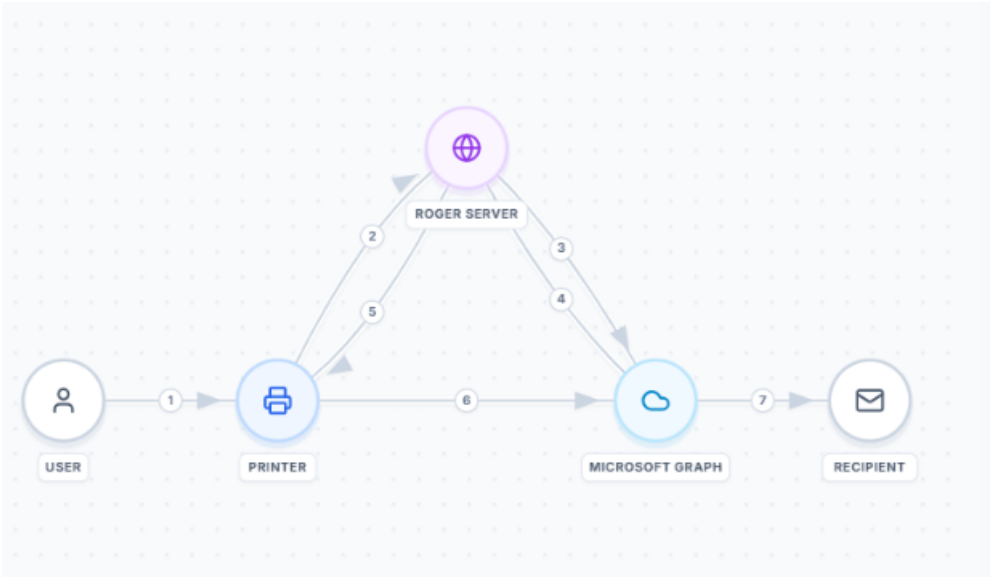 ROGER SERVER
2
3
4
5
1
6
7
USER
PRINTER
MICROSOFT GRAPH
RECIPIENT